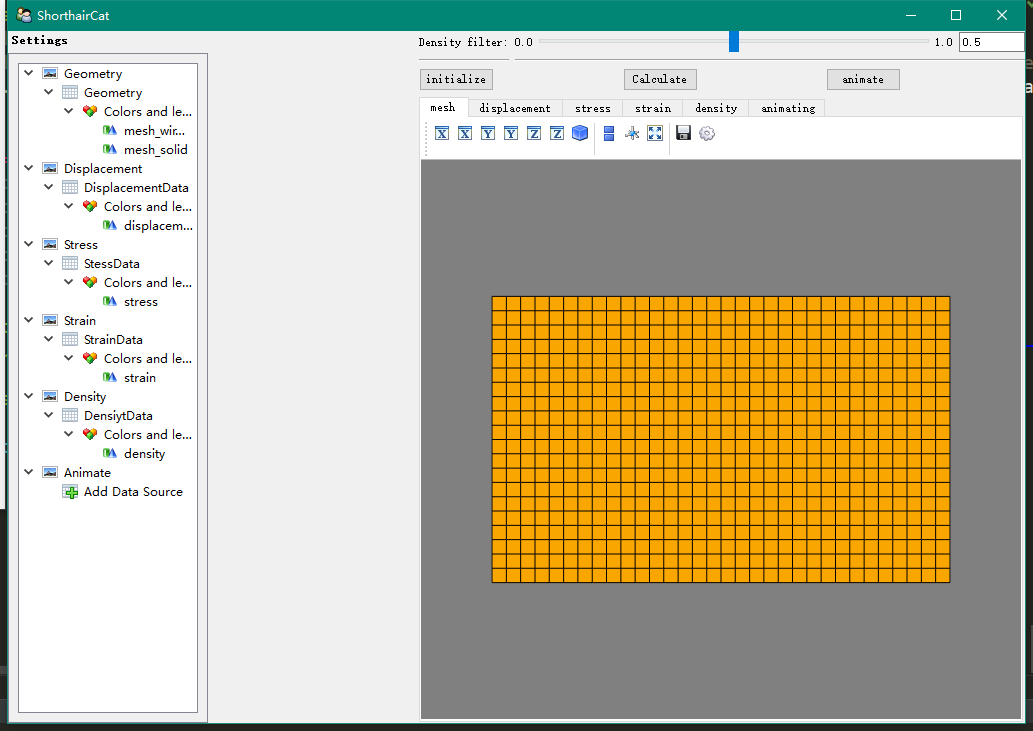 ShorthairCat
Settings
Density filter: 0.0
1.0
0.5
initialize
Calculate
animate
mesh
displacement
stress
strain
density
animating
X X Y Y Z Z
Geometry
Geometry
Colors and le...
mesh_wir...
mesh_solid
Displacement
DisplacementData
Colors and le...
displacem...
Stress
StessData
Colors and le...
stress
Strain
StrainData
Colors and le...
strain
Density
DensiytData
Colors and le...
density
Animate
Add Data Source